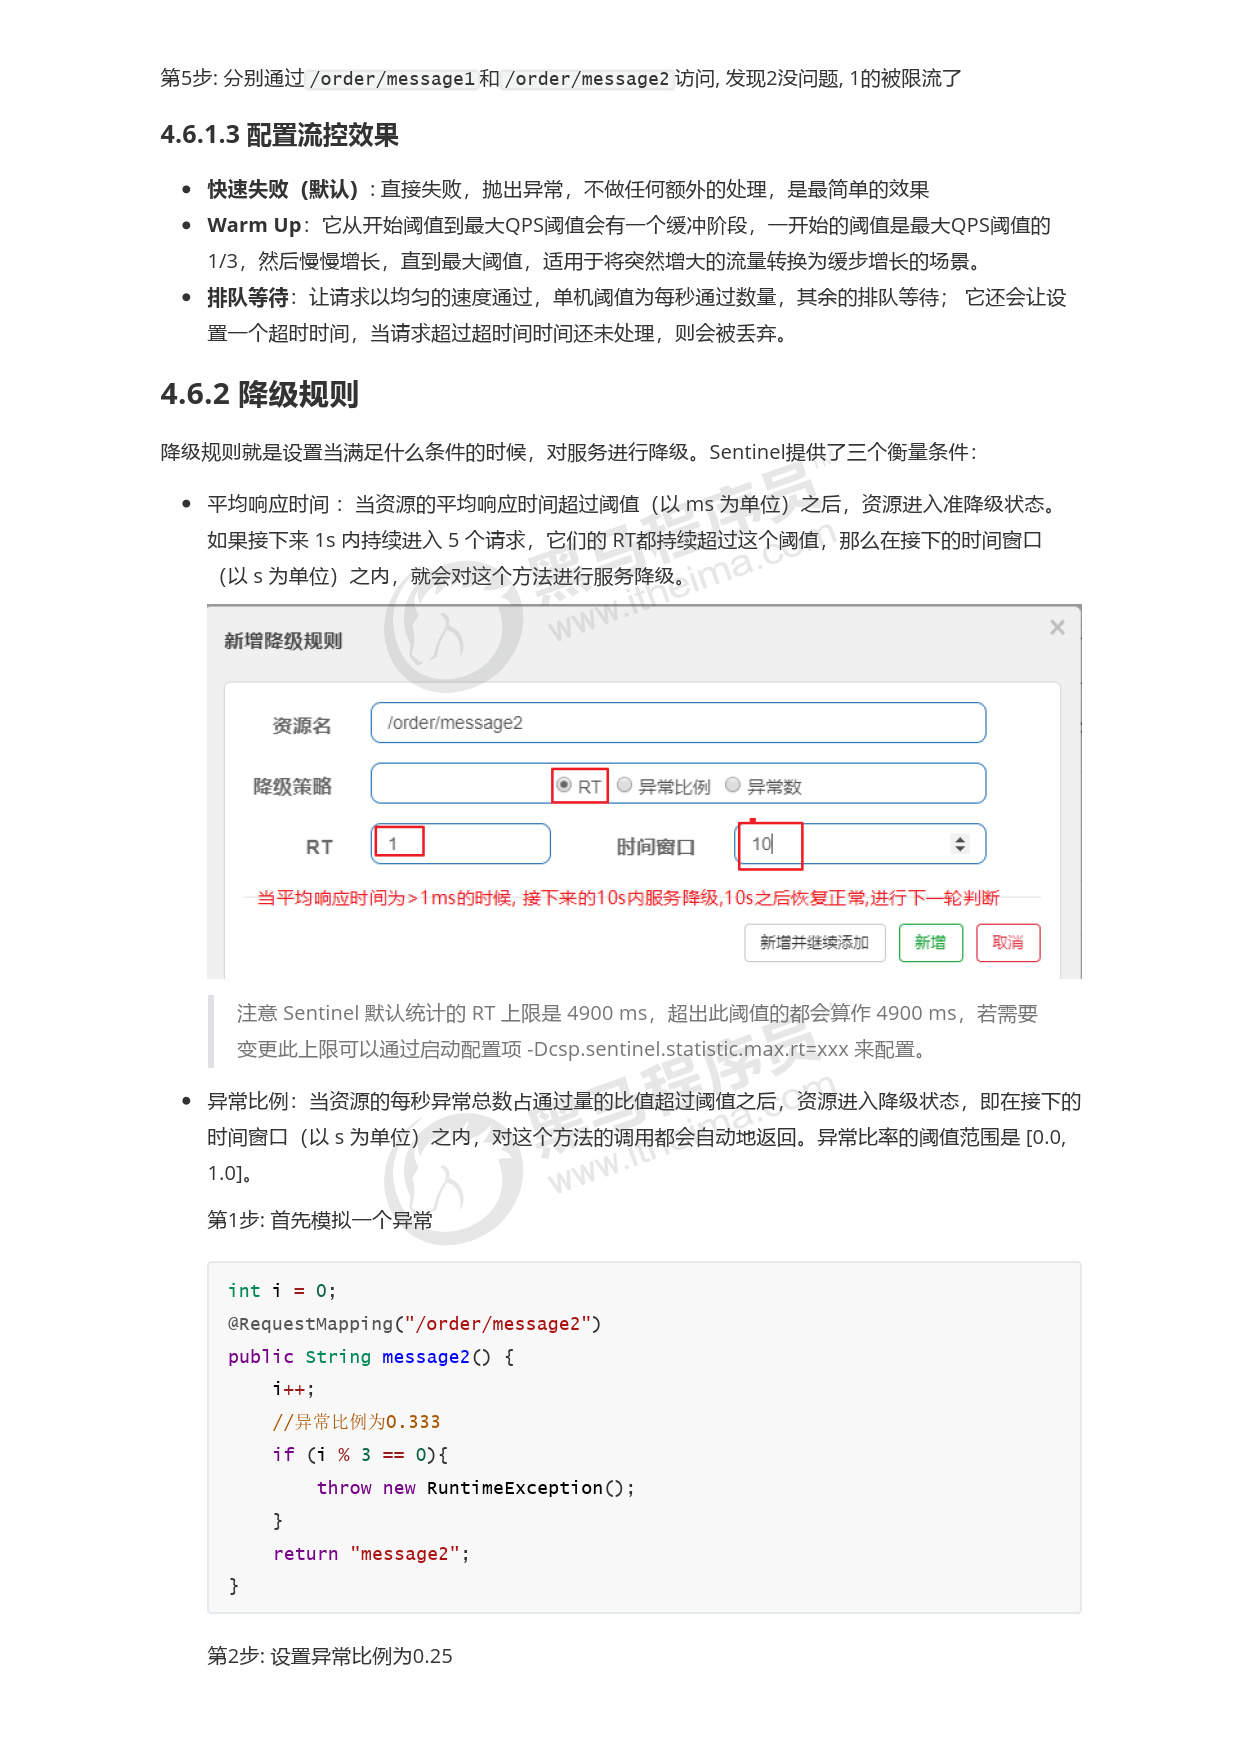 第5步: 分别通过 /order/message1 和 /order/message2 访问, 发现2没问题, 1的被限流了
4.6.1.3 配置流控效果
快速失败（默认）: 直接失败，抛出异常，不做任何额外的处理，是最简单的效果
Warm Up：它从开始阈值到最大QPS阈值会有一个缓冲阶段，一开始的阈值是最大QPS阈值的
1/3，然后慢慢增长，直到最大阈值，适用于将突然增大的流量转换为缓步增长的场景。
排队等待：让请求以均匀的速度通过，单机阈值为每秒通过数量，其余的排队等待； 它还会让设
置一个超时时间，当请求超过超时间时间还未处理，则会被丢弃。
4.6.2 降级规则
降级规则就是设置当满足什么条件的时候，对服务进行降级。Sentinel提供了三个衡量条件：
平均响应时间 ：当资源的平均响应时间超过阈值（以 ms 为单位）之后，资源进入准降级状态。
如果接下来 1s 内持续进入 5 个请求，它们的 RT都持续超过这个阈值，那么在接下的时间窗口
（以 s 为单位）之内，就会对这个方法进行服务降级。
黑马程序员
www.itheima.com
新增降级规则 ×
资源名 /order/message2
降级策略 RT 异常比例 异常数
RT 1 时间窗口 10
当平均响应时间为>1ms的时候, 接下来的10s内服务降级,10s之后恢复正常,进行下一轮判断
新增并继续添加 新增 取消
注意 Sentinel 默认统计的 RT 上限是 4900 ms，超出此阈值的都会算作 4900 ms，若需要
变更此上限可以通过启动配置项 -Dcsp.sentinel.statistic.max.rt=xxx 来配置。
异常比例：当资源的每秒异常总数占通过量的比值超过阈值之后，资源进入降级状态，即在接下的
时间窗口（以 s 为单位）之内，对这个方法的调用都会自动地返回。异常比率的阈值范围是 [0.0,
1.0]。
黑马程序员
www.itheima.com
第1步: 首先模拟一个异常
int i = 0;
@RequestMapping("/order/message2")
public String message2() {
    i++;
    //异常比例为0.333
    if (i % 3 == 0){
        throw new RuntimeException();
    }
    return "message2";
}
第2步: 设置异常比例为0.25